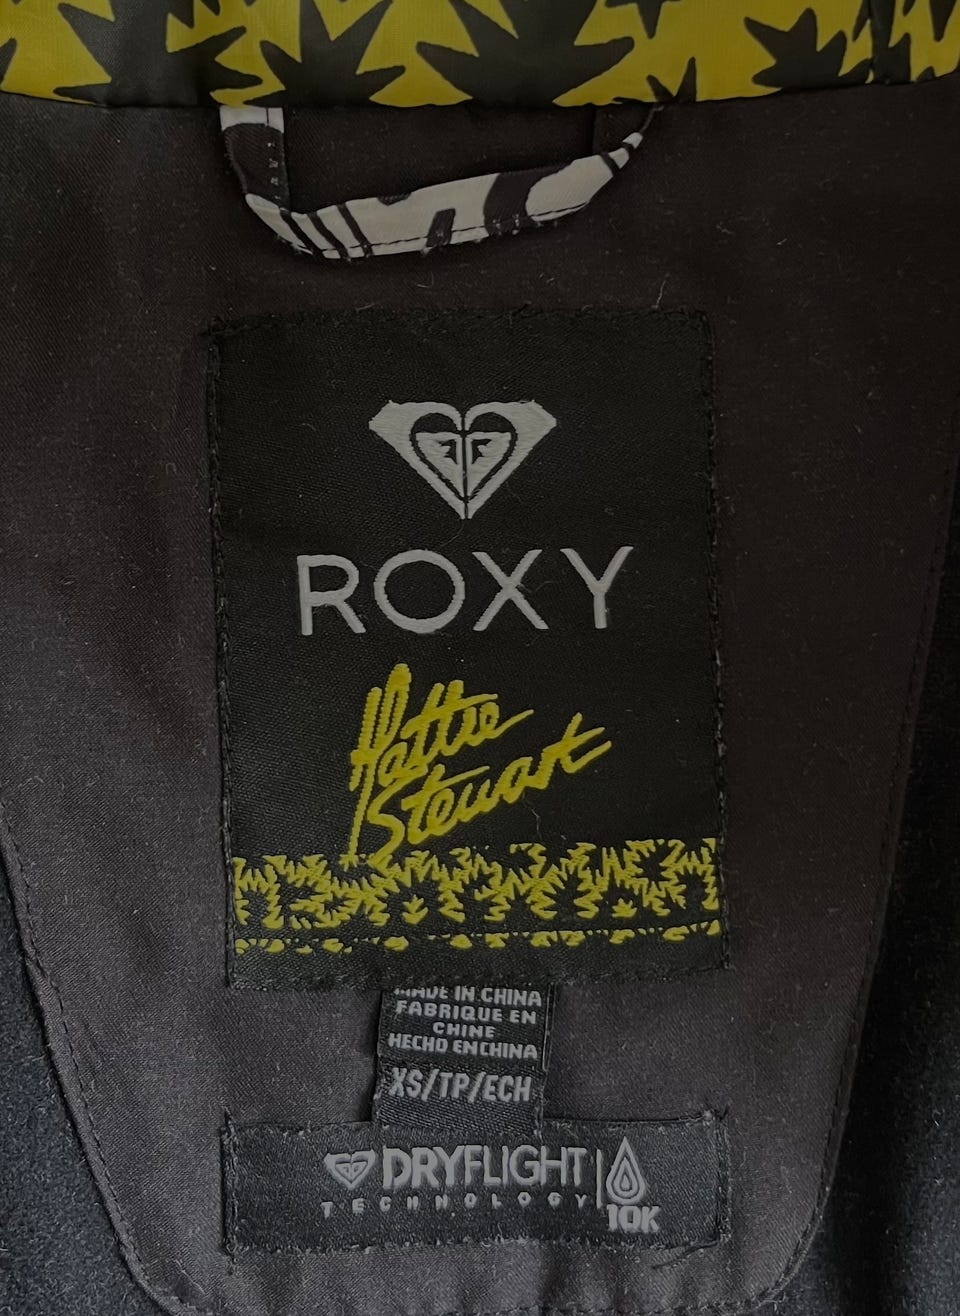 ROXY
Hattie
Stewart
MADE IN CHINA
FABRIQUE EN
CHINE
HECHO EN CHINA
XS/TP/ECH
DRYFLIGHT
TECHNOLOGY
10K